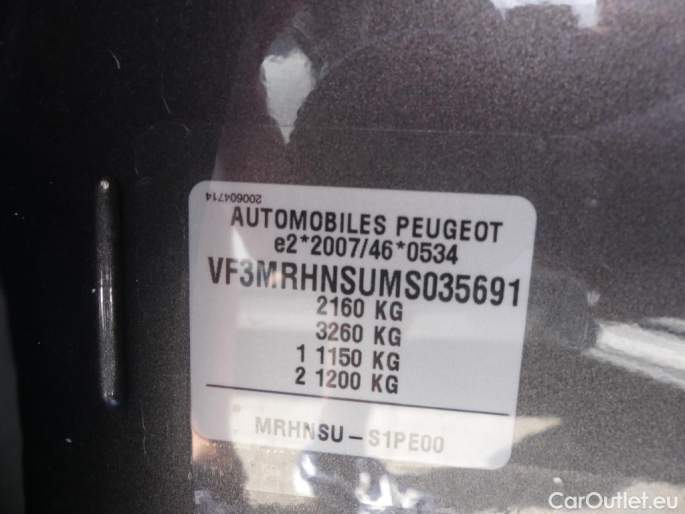 200604714
AUTOMOBILES PEUGEOT
e2*2007/46*0534
VF3MRHNSUMS035691
2160 KG
3260 KG
1 1150 KG
2 1200 KG
MRHNSU-S1PE00
CarOutlet.eu